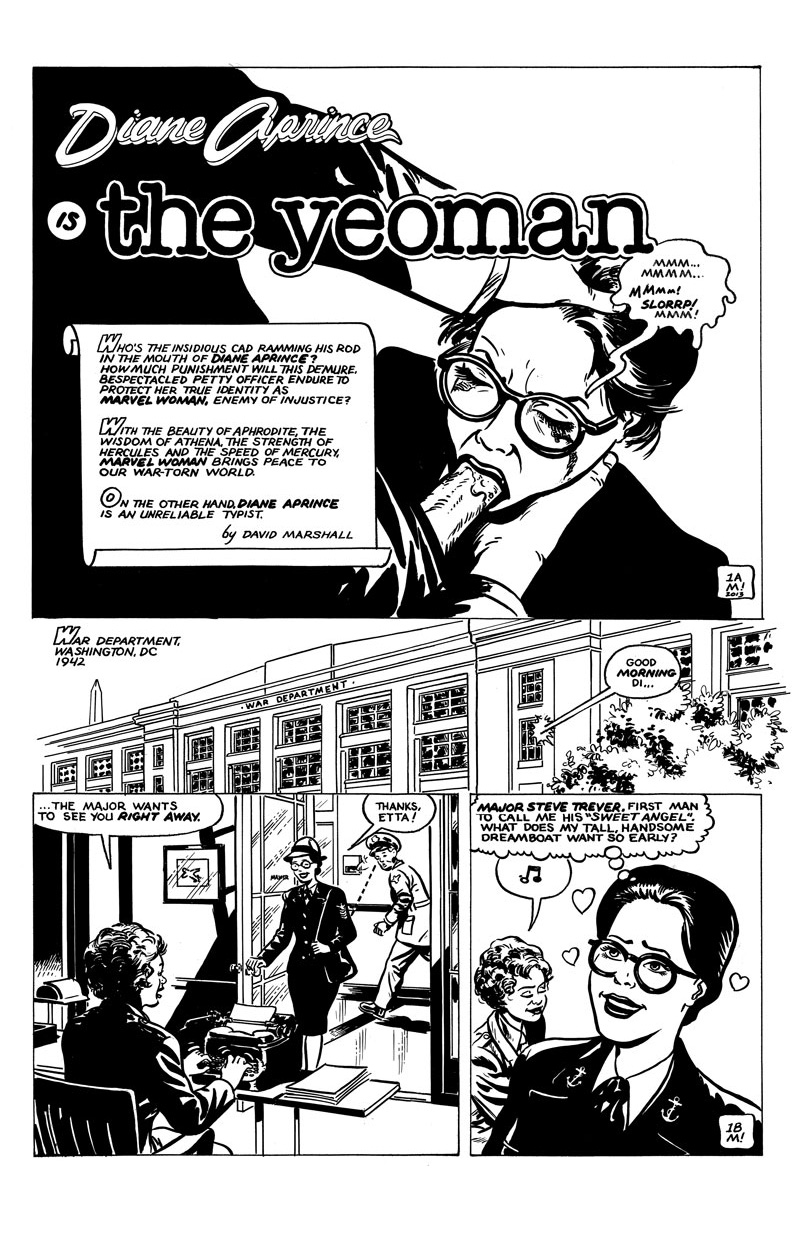 Diane Aprince
IS
the yeoman
MMM...
MMMM...
MMMM!
SLORRP!
MMM!
WHO'S THE INSIDIOUS CAD RAMMING HIS ROD
IN THE MOUTH OF DIANE APRINCE?
HOW MUCH PUNISHMENT WILL THIS DEMURE,
BESPECTACLED PETTY OFFICER ENDURE TO
PROTECT HER TRUE IDENTITY AS
MARVEL WOMAN, ENEMY OF INJUSTICE?
WITH THE BEAUTY OF APHRODITE, THE
WISDOM OF ATHENA, THE STRENGTH OF
HERCULES AND THE SPEED OF MERCURY,
MARVEL WOMAN BRINGS PEACE TO
OUR WAR-TORN WORLD.
ON THE OTHER HAND, DIANE APRINCE
IS AN UNRELIABLE TYPIST.
by DAVID MARSHALL
1A
M!
2013
WAR DEPARTMENT,
WASHINGTON, DC
1942
· WAR DEPARTMENT ·
GOOD
MORNING
DI...
...THE MAJOR WANTS
TO SEE YOU RIGHT AWAY.
THANKS,
ETTA!
MAJOR STEVE TREVER, FIRST MAN
TO CALL ME HIS "SWEET ANGEL".
WHAT DOES MY TALL, HANDSOME
DREAMBOAT WANT SO EARLY?
1B
M!